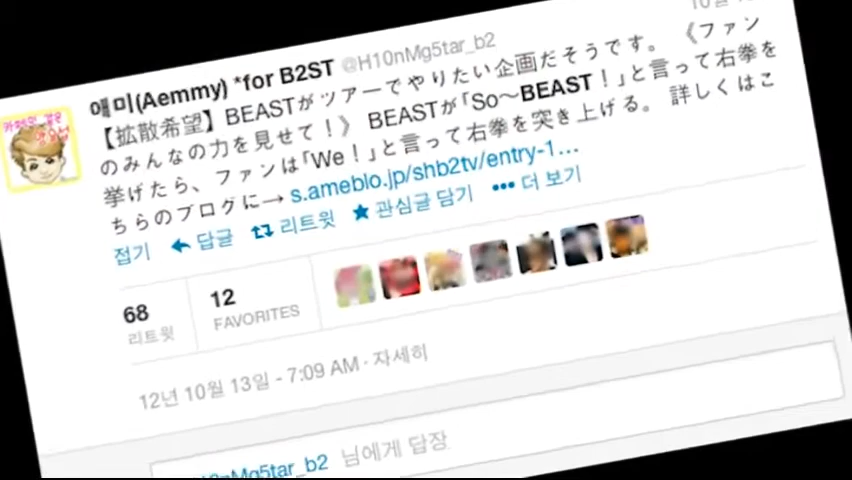 10월 1
애미(Aemmy) *for B2ST @H10nMg5tar_b2
【拡散希望】BEASTがツアーでやりたい企画だそうです。《ファン
のみんなの力を見せて!》 BEASTが「So〜BEAST!」と言って右拳を
挙げたら、ファンは「We!」と言って右拳を突き上げる。 詳しくはこ
ちらのブログに→ s.ameblo.jp/shb2tv/entry-1...
접기 답글 리트윗 관심글 담기 더 보기
68 12
리트윗 FAVORITES
12년 10월 13일 - 7:09 AM · 자세히
H10nMg5tar_b2 님에게 답장